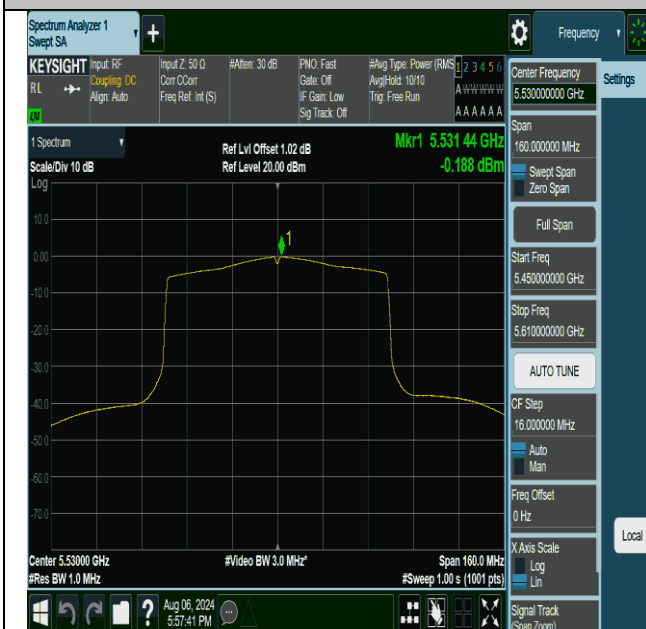 Spectrum Analyzer 1
Swept SA
+
Frequency
KEYSIGHT
RL
Input: RF
Coupling: DC
Align: Auto
Input Z: 50 Ω
Corr CCorr
Freq Ref: Int (S)
#Atten: 30 dB
PNO: Fast
Gate: Off
IF Gain: Low
Sig Track: Off
#Avg Type: Power (RMS
Avg|Hold: 10/10
Trig: Free Run
1 2 3 4 5 6
A W W W W W
A A A A A A
1 Spectrum
Scale/Div 10 dB
Log
Ref Lvl Offset 1.02 dB
Ref Level 20.00 dBm
Mkr1 5.531 44 GHz
-0.188 dBm
1
10.0
0.00
-10.0
-20.0
-30.0
-40.0
-50.0
-60.0
-70.0
Center 5.53000 GHz
#Res BW 1.0 MHz
#Video BW 3.0 MHz*
Span 160.0 MHz
#Sweep 1.00 s (1001 pts)
?
Aug 06, 2024
5:57:41 PM
Center Frequency
5.530000000 GHz
Span
160.000000 MHz
Swept Span
Zero Span
Full Span
Start Freq
5.450000000 GHz
Stop Freq
5.610000000 GHz
AUTO TUNE
CF Step
16.000000 MHz
Auto
Man
Freq Offset
0 Hz
X Axis Scale
Log
Lin
Signal Track
(Span Zoom)
Settings
Local